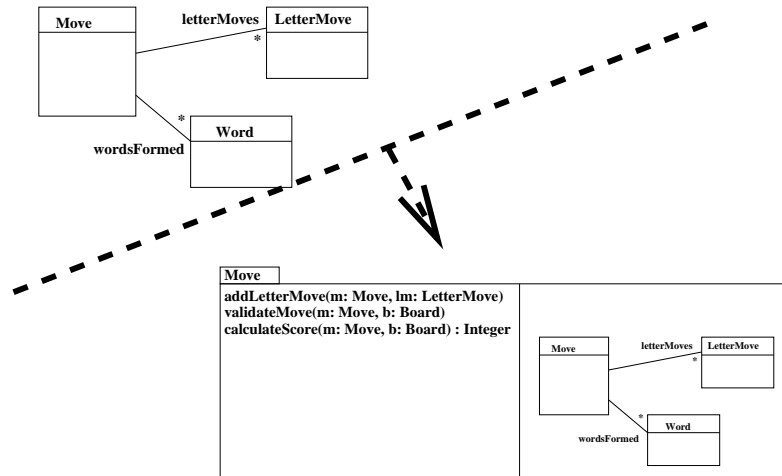 letterMoves
LetterMove
Move
*
*
Word
wordsFormed
Move
addLetterMove(m: Move, lm: LetterMove)
validateMove(m: Move, b: Board)
calculateScore(m: Move, b: Board) : Integer
letterMoves
LetterMove
Move
*
*
Word
wordsFormed